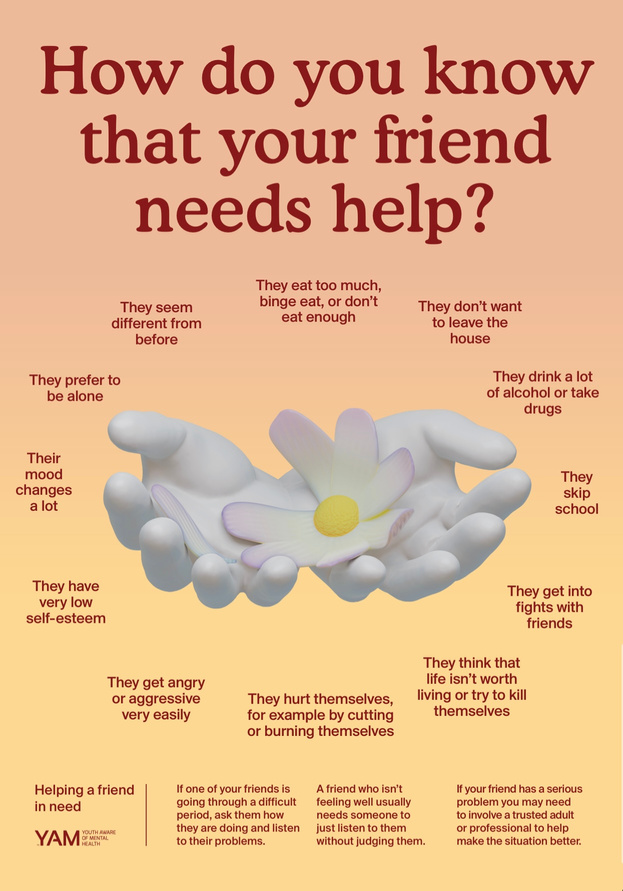 How do you know
that your friend
needs help?
They eat too much,
binge eat, or don't
eat enough
They seem
different from
before
They don't want
to leave the
house
They prefer to
be alone
They drink a lot
of alcohol or take
drugs
Their
mood
changes
a lot
They
skip
school
They have
very low
self-esteem
They get into
fights with
friends
They get angry
or aggressive
very easily
They hurt themselves,
for example by cutting
or burning themselves
They think that
life isn't worth
living or try to kill
themselves
Helping a friend
in need
YAM
YOUTH AWARE
OF MENTAL
HEALTH
If one of your friends is
going through a difficult
period, ask them how
they are doing and listen
to their problems.
A friend who isn't
feeling well usually
needs someone to
just listen to them
without judging them.
If your friend has a serious
problem you may need
to involve a trusted adult
or professional to help
make the situation better.